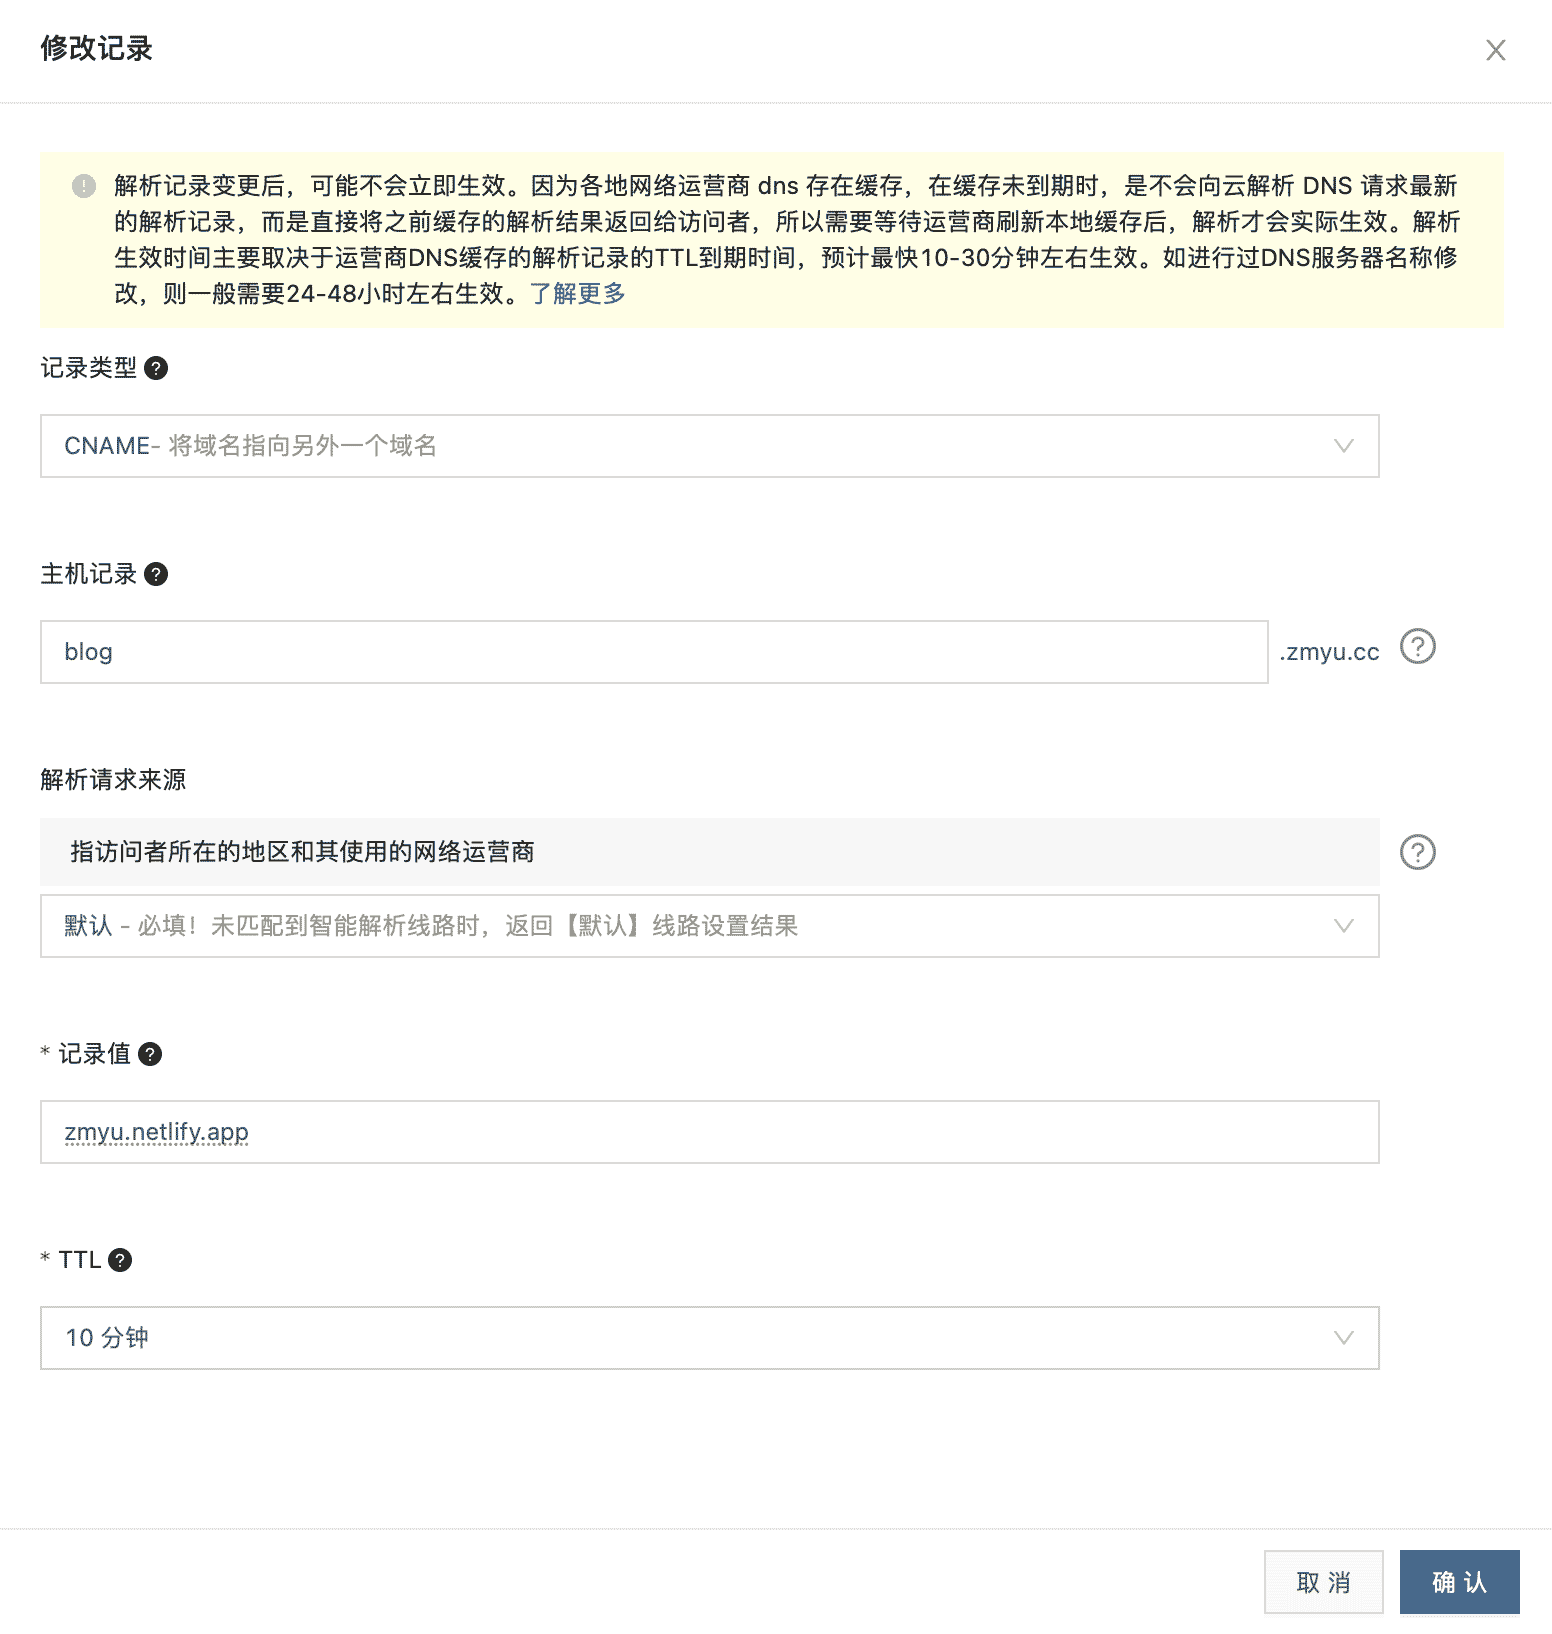 修改记录
解析记录变更后，可能不会立即生效。因为各地网络运营商 dns 存在缓存，在缓存未到期时，是不会向云解析 DNS 请求最新
的解析记录，而是直接将之前缓存的解析结果返回给访问者，所以需要等待运营商刷新本地缓存后，解析才会实际生效。解析
生效时间主要取决于运营商DNS缓存的解析记录的TTL到期时间，预计最快10-30分钟左右生效。如进行过DNS服务器名称修
改，则一般需要24-48小时左右生效。了解更多
记录类型
CNAME- 将域名指向另外一个域名
主机记录
blog .zmyu.cc
解析请求来源
指访问者所在的地区和其使用的网络运营商
默认 - 必填！未匹配到智能解析线路时，返回【默认】线路设置结果
* 记录值
zmyu.netlify.app
* TTL
10 分钟
取 消 确 认